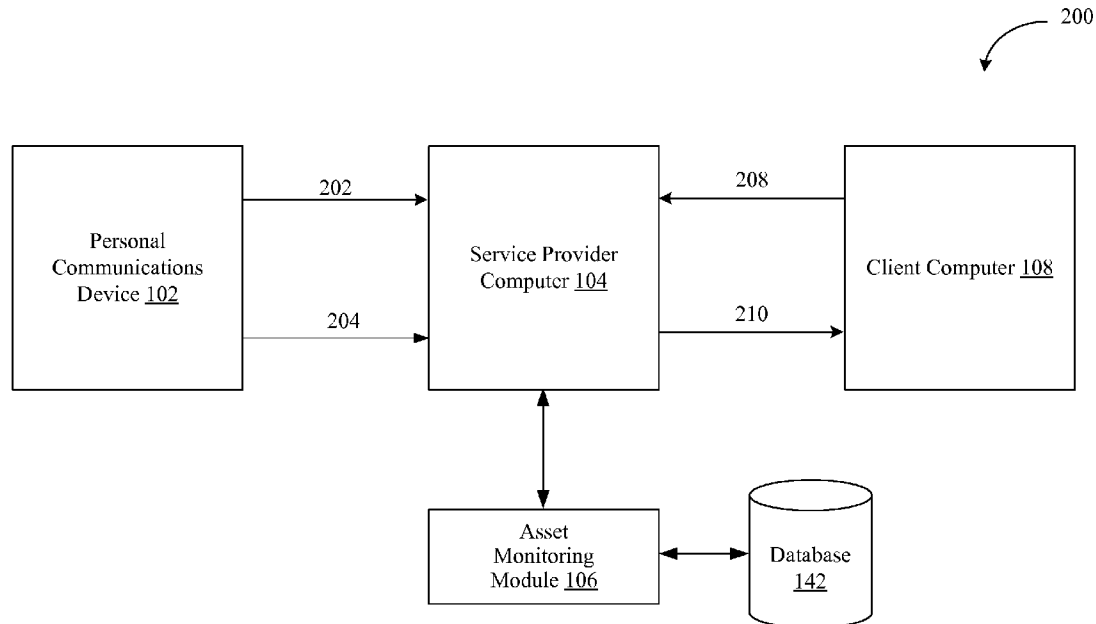 200
202
208
Personal
Communications
Device 102
Service Provider
Computer 104
Client Computer 108
204
210
Asset
Monitoring
Module 106
Database
142